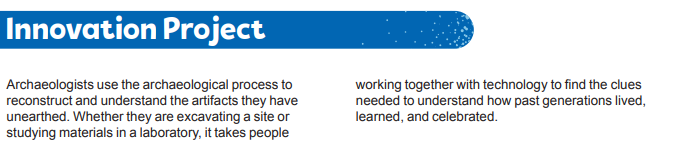 Innovation Project
Archaeologists use the archaeological process to
reconstruct and understand the artifacts they have
unearthed. Whether they are excavating a site or
studying materials in a laboratory, it takes people
working together with technology to find the clues
needed to understand how past generations lived,
learned, and celebrated.